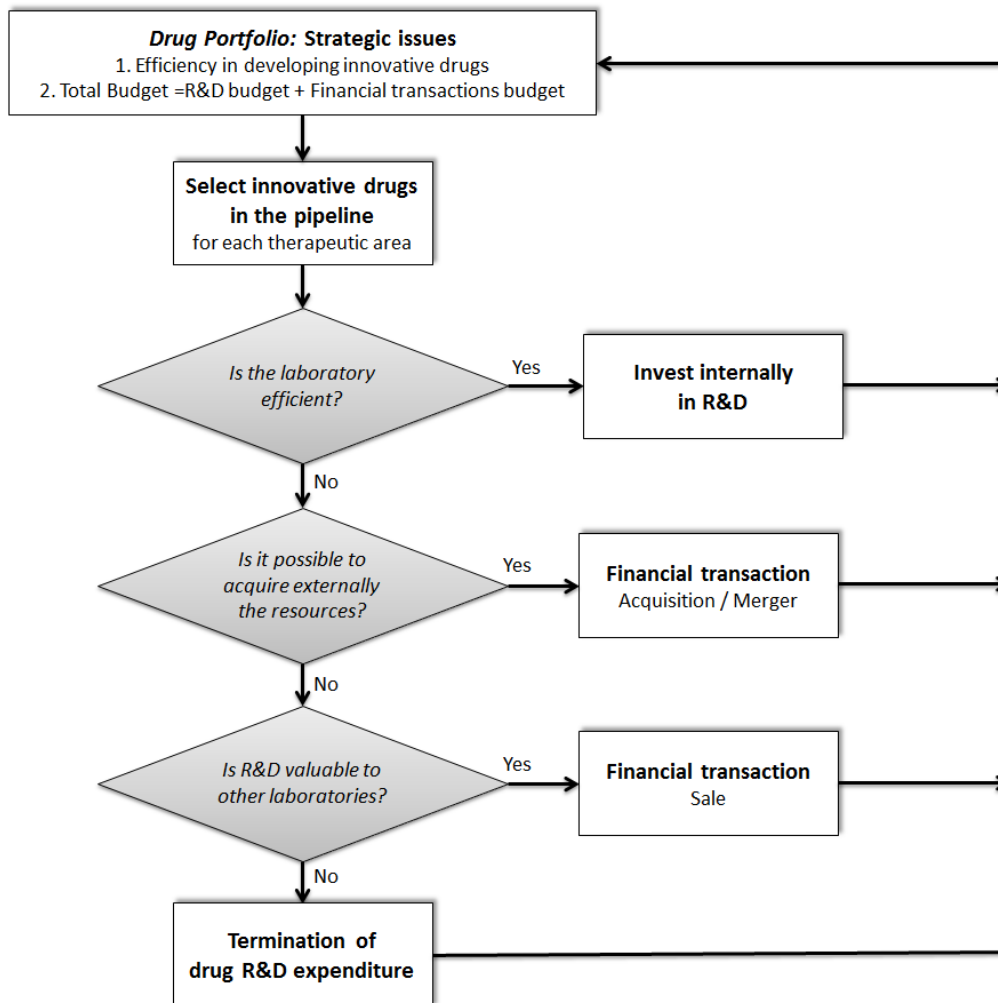 Drug Portfolio: Strategic issues
1. Efficiency in developing innovative drugs
2. Total Budget =R&D budget + Financial transactions budget
Select innovative drugs
in the pipeline
for each therapeutic area
Is the laboratory
efficient?
Yes
Invest internally
in R&D
No
Is it possible to
acquire externally
the resources?
Yes
Financial transaction
Acquisition / Merger
No
Is R&D valuable to
other laboratories?
Yes
Financial transaction
Sale
No
Termination of
drug R&D expenditure